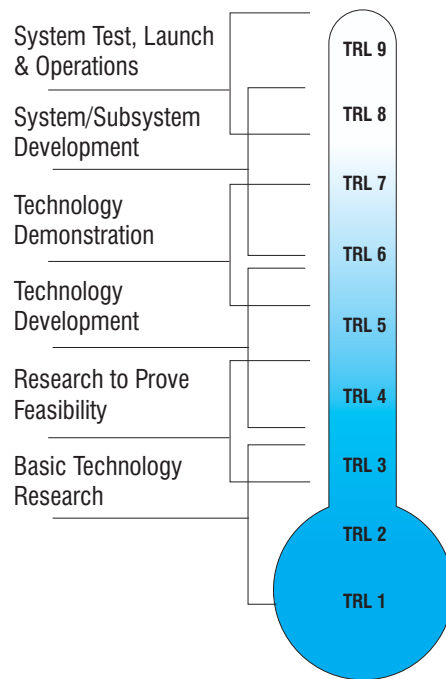 System Test, Launch
& Operations
System/Subsystem
Development
Technology
Demonstration
Technology
Development
Research to Prove
Feasibility
Basic Technology
Research
TRL 9
TRL 8
TRL 7
TRL 6
TRL 5
TRL 4
TRL 3
TRL 2
TRL 1